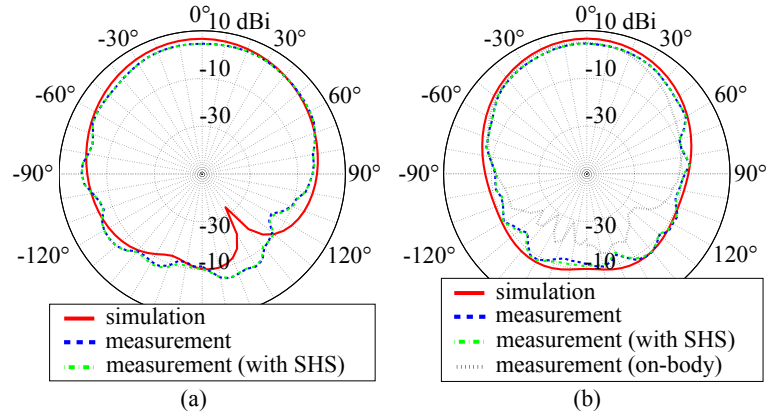 0° 10 dBi
-30° 30°
-10
-60° 60°
-30
-90° 90°
-30
-120° 120°
-10
simulation
measurement
measurement (with SHS)
(a)
0° 10 dBi
-30° 30°
-10
-60° 60°
-30
-90° 90°
-30
-120° 120°
-10
simulation
measurement
measurement (with SHS)
measurement (on-body)
(b)